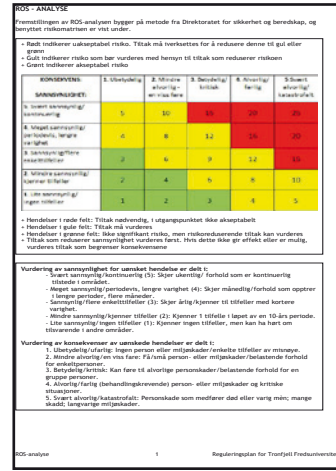 ROS - ANALYSE
Fremstillingen av ROS-analysen bygger på metode fra Direktoratet for sikkerhet og beredskap, og
benyttet risikomatrisen er vist under.
- Rødt indikerer uakseptabel risiko. Tiltak må iverksettes for å redusere denne til gul eller
grønn
- Gult indikerer risiko som bør vurderes med hensyn til tiltak som reduserer risikoen
- Grønt indikerer akseptabel risiko
KONSEKVENS: 1. Ubetydelig 2. Mindre 3. Betydelig/ 4. Alvorlig/ 5.Svært
alvorlig - kritisk farlig alvorlig/
SANNSYNLIGHET: en viss fare katastrofalt
5. Svært sannsynlig/
kontinuerlig 5 10 15 20 25
4. Meget sannsynlig/
periodevis, lengre
varighet 4 8 12 16 20
3. Sannsynlig/flere
enkelttilfeller 3 6 9 12 15
2. Mindre sannsynlig/
kjenner tilfeller 2 4 6 8 10
1. Lite sannsynlig/
ingen tilfeller 1 2 3 4 5
- Hendelser i røde felt: Tiltak nødvendig, i utgangspunktet ikke akseptabelt
- Hendelser i gule felt: Tiltak må vurderes
- Hendelser i grønne felt: Ikke signifikant risiko, men risikoreduserende tiltak kan vurderes
- Tiltak som reduserer sannsynlighet vurderes først. Hvis dette ikke gir effekt eller er mulig,
vurderes tiltak som begrenser konsekvensene
Vurdering av sannsynlighet for uønsket hendelse er delt i:
- Svært sannsynlig/kontinuerlig (5): Skjer ukentlig/ forhold som er kontinuerlig
tilstede i området.
- Meget sannsynlig/periodevis, lengre varighet (4): Skjer månedlig/forhold som opptrer
i lengre perioder, flere måneder.
- Sannsynlig/flere enkelttilfeller (3): Skjer årlig/kjenner til tilfeller med kortere
varighet.
- Mindre sannsynlig/kjenner tilfeller (2): Kjenner 1 tilfelle i løpet av en 10-års periode.
- Lite sannsynlig/ingen tilfeller (1): Kjenner ingen tilfeller, men kan ha hørt om
tilsvarende i andre områder.
Vurdering av konsekvenser av uønskede hendelser er delt i:
1. Ubetydelig/ufarlig: Ingen person eller miljøskader/enkelte tilfeller av misnøye.
2. Mindre alvorlig/en viss fare: Få/små person- eller miljøskader/belastende forhold
for enkeltpersoner.
3. Betydelig/kritisk: Kan føre til alvorlige personskader/belastende forhold for en
gruppe personer.
4. Alvorlig/farlig (behandlingskrevende) person- eller miljøskader og kritiske
situasjoner.
5. Svært alvorlig/katastrofalt: Personskade som medfører død eller varig mén; mange
skadd; langvarige miljøskader.
ROS-analyse 1 Reguleringsplan for Tronfjell Fredsuniversite